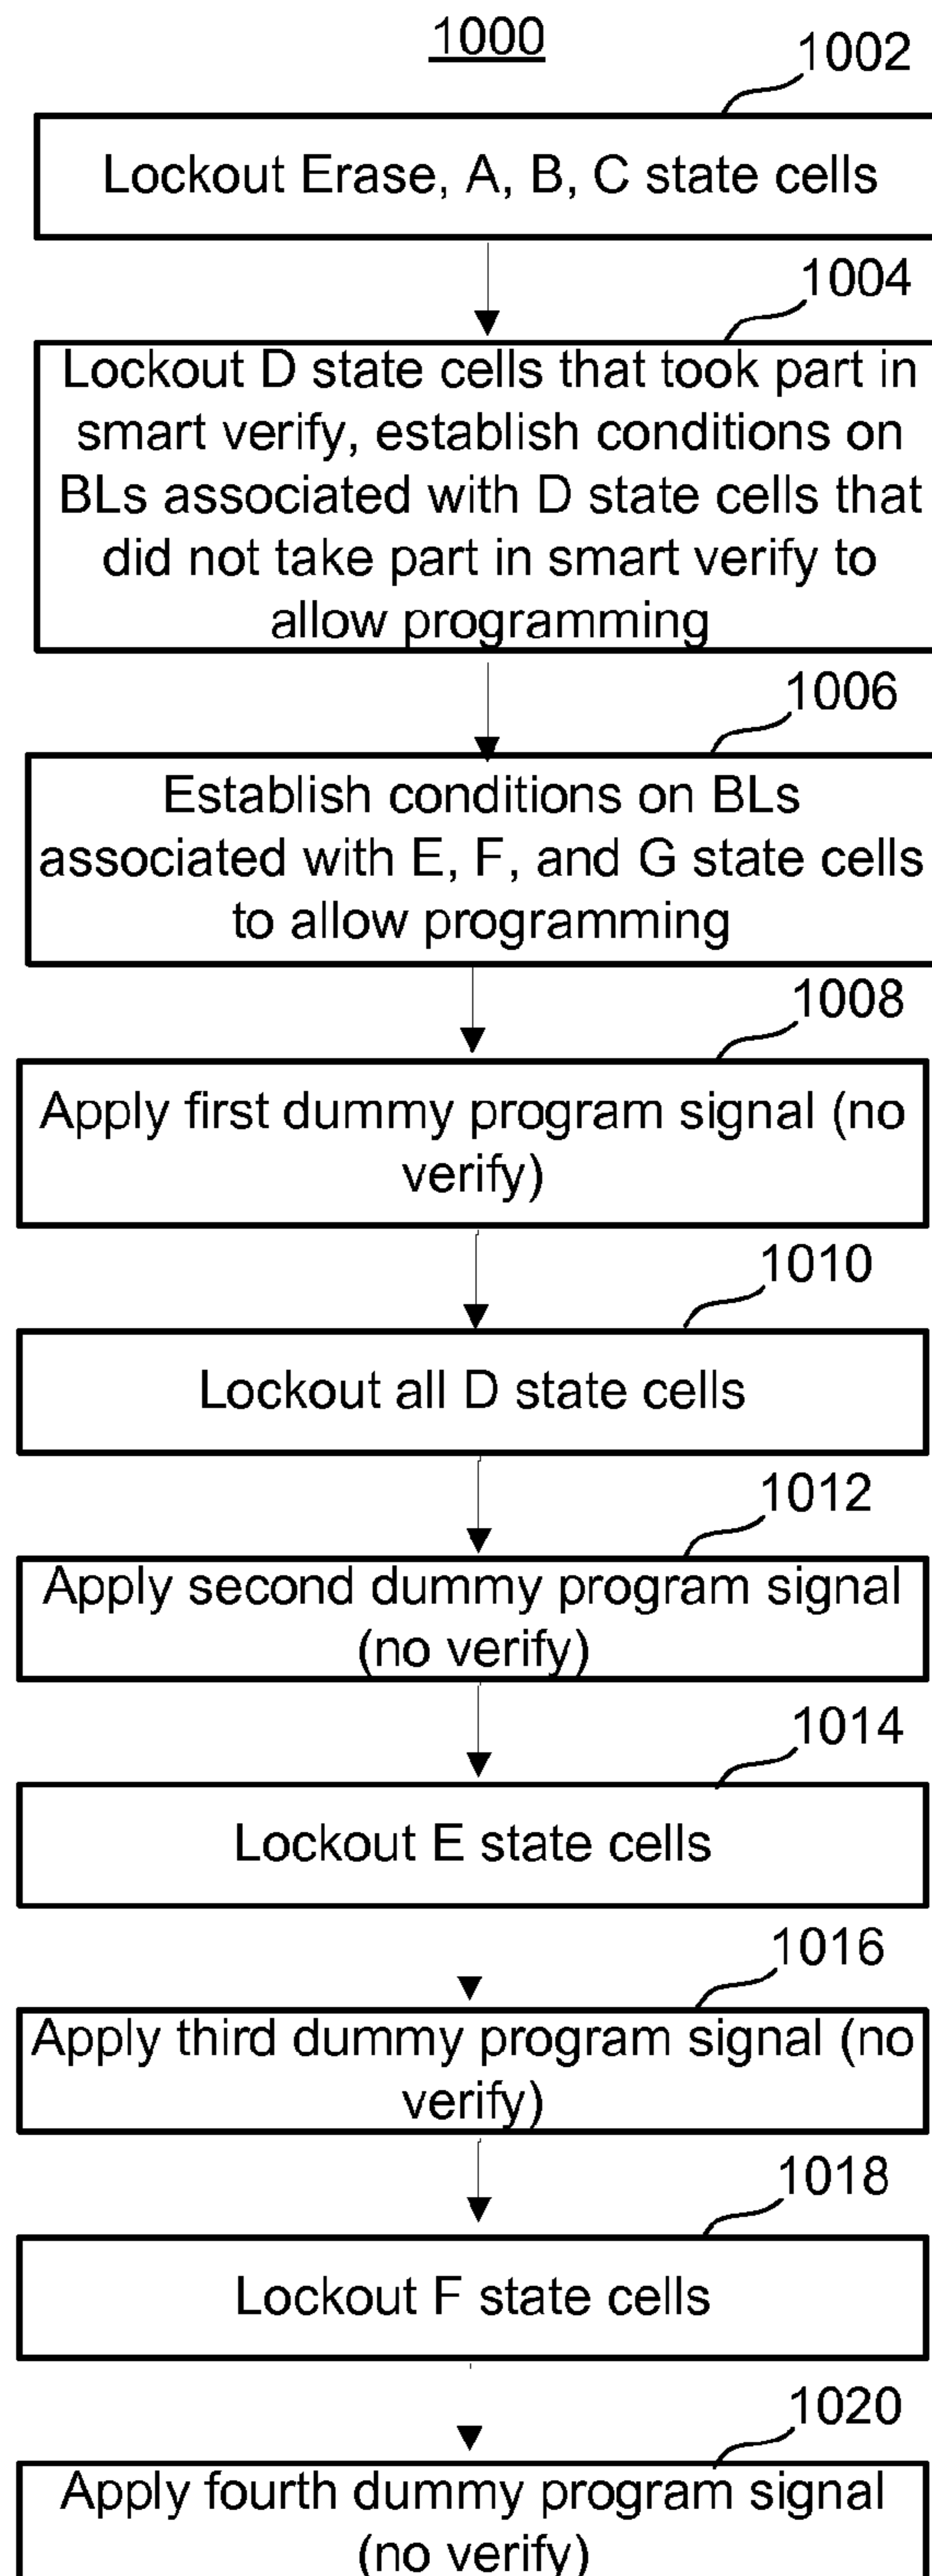 1000
1002
Lockout Erase, A, B, C state cells
1004
Lockout D state cells that took part in
smart verify, establish conditions on
BLs associated with D state cells that
did not take part in smart verify to
allow programming
1006
Establish conditions on BLs
associated with E, F, and G state cells
to allow programming
1008
Apply first dummy program signal (no
verify)
1010
Lockout all D state cells
1012
Apply second dummy program signal
(no verify)
1014
Lockout E state cells
1016
Apply third dummy program signal (no
verify)
1018
Lockout F state cells
1020
Apply fourth dummy program signal
(no verify)